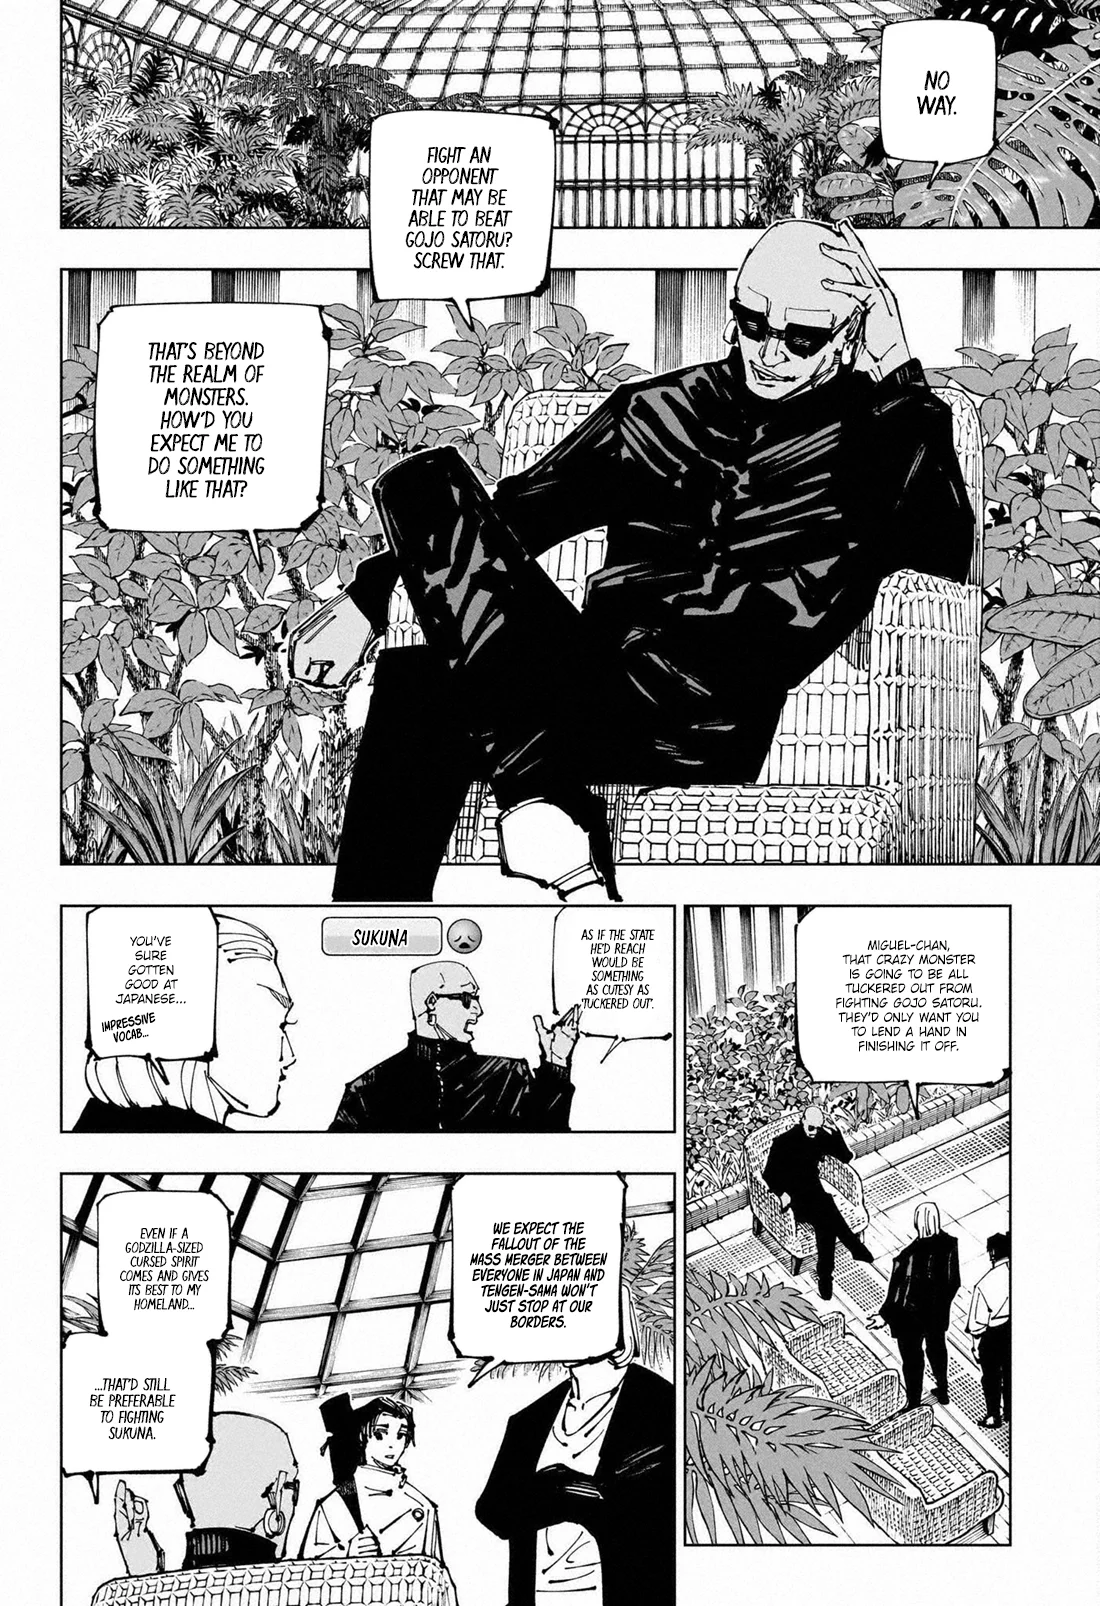 NO
WAY.
FIGHT AN
OPPONENT
THAT MAY BE
ABLE TO BEAT
GOJO SATORU?
SCREW THAT.
THAT'S BEYOND
THE REALM OF
MONSTERS.
HOW'D YOU
EXPECT ME TO
DO SOMETHING
LIKE THAT?
MIGUEL-CHAN,
THAT CRAZY MONSTER
IS GOING TO BE ALL
TUCKERED OUT FROM
FIGHTING GOJO SATORU.
THEY'D ONLY WANT YOU
TO LEND A HAND IN
FINISHING IT OFF.
AS IF THE STATE
HE'D REACH
WOULD BE
SOMETHING
AS CUTESY AS
'TUCKERED OUT'.
SUKUNA
YOU'VE
SURE
GOTTEN
GOOD AT
JAPANESE...
IMPRESSIVE
VOCAB...
WE EXPECT THE
FALLOUT OF THE
MASS MERGER BETWEEN
EVERYONE IN JAPAN AND
TENGEN-SAMA WON'T
JUST STOP AT OUR
BORDERS.
EVEN IF A
GODZILLA-SIZED
CURSED SPIRIT
COMES AND GIVES
ITS BEST TO MY
HOMELAND...
...THAT'D STILL
BE PREFERABLE
TO FIGHTING
SUKUNA.